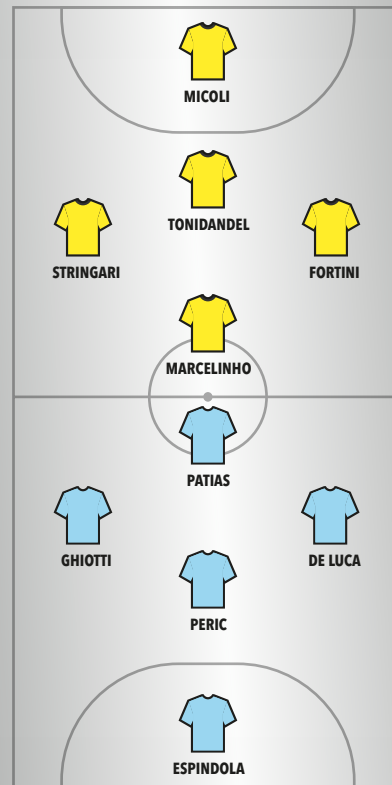 MICOLI
TONIDANDEL
STRINGARI
FORTINI
MARCELINHO
PATIAS
GHIOTTI
DE LUCA
PERIC
ESPINDOLA